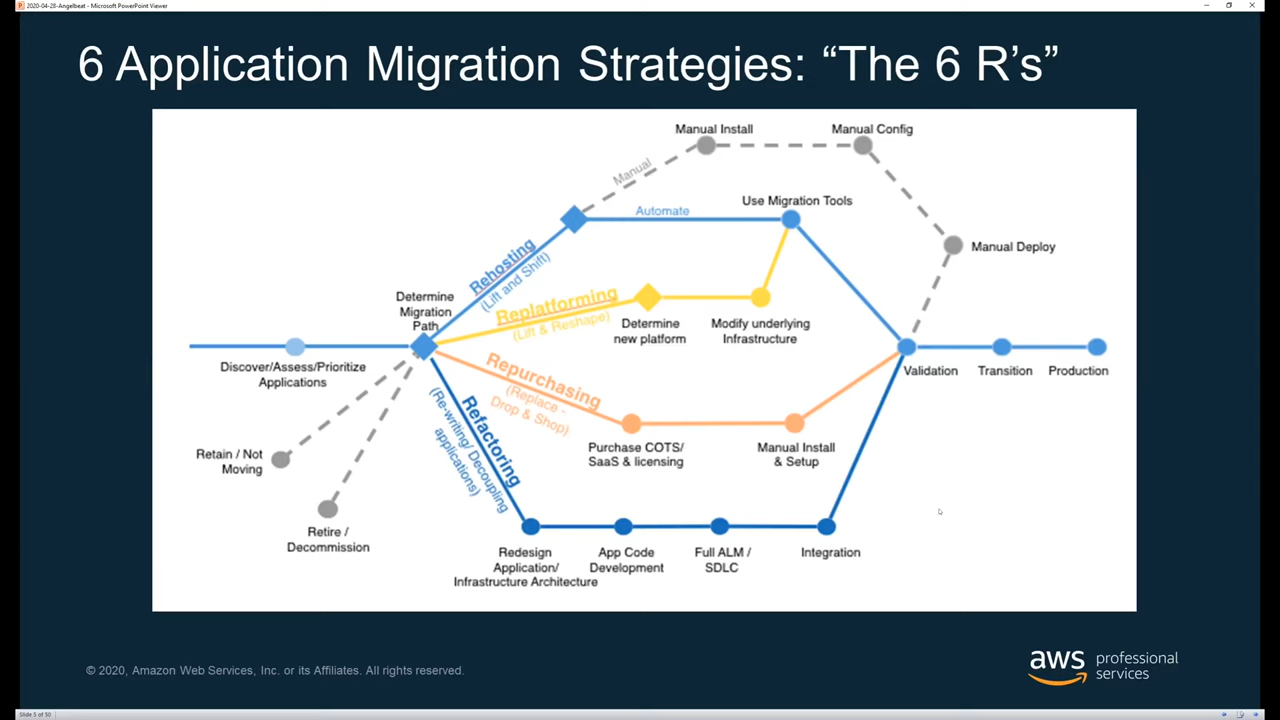 2020-04-28-Angelbeat - Microsoft PowerPoint Viewer
6 Application Migration Strategies: “The 6 R’s”
Manual Install
Manual Config
Manual
Use Migration Tools
Automate
Manual Deploy
Rehosting
(Lift and Shift)
Determine
Migration
Path
Replatforming
(Lift & Reshape)
Determine
new platform
Modify underlying
Infrastructure
Discover/Assess/Prioritize
Applications
Validation
Transition
Production
Repurchasing
(Replace -
Drop & Shop)
Refactoring
(Re-writing/ Decoupling
applications)
Purchase COTS/
SaaS & licensing
Manual Install
& Setup
Retain / Not
Moving
Retire /
Decommission
Redesign
Application/
Infrastructure Architecture
App Code
Development
Full ALM /
SDLC
Integration
© 2020, Amazon Web Services, Inc. or its Affiliates. All rights reserved.
aws
professional
services
Slide 5 of 30